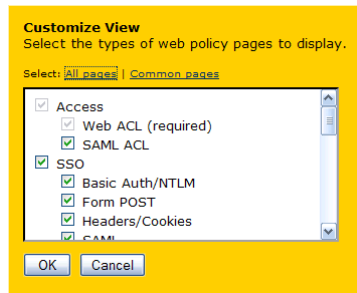 Customize View
Select the types of web policy pages to display.
Select: All pages | Common pages
Access
Web ACL (required)
SAML ACL
SSO
Basic Auth/NTLM
Form POST
Headers/Cookies
SAML
OK Cancel